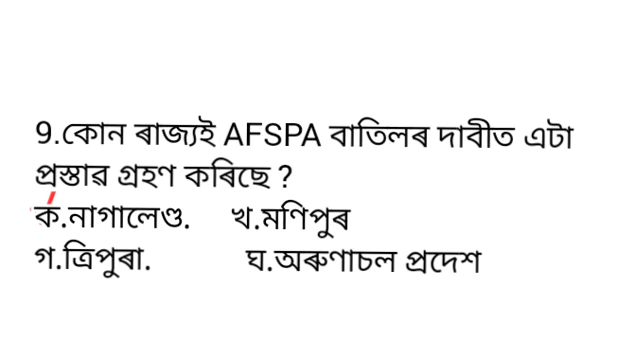 9.কোন ৰাজ্যই AFSPA বাতিলৰ দাবীত এটা
প্ৰস্তাৱ গ্ৰহণ কৰিছে ?
ক.নাগালেণ্ড. খ.মণিপুৰ
গ.ত্ৰিপুৰা. ঘ.অৰুণাচল প্ৰদেশ